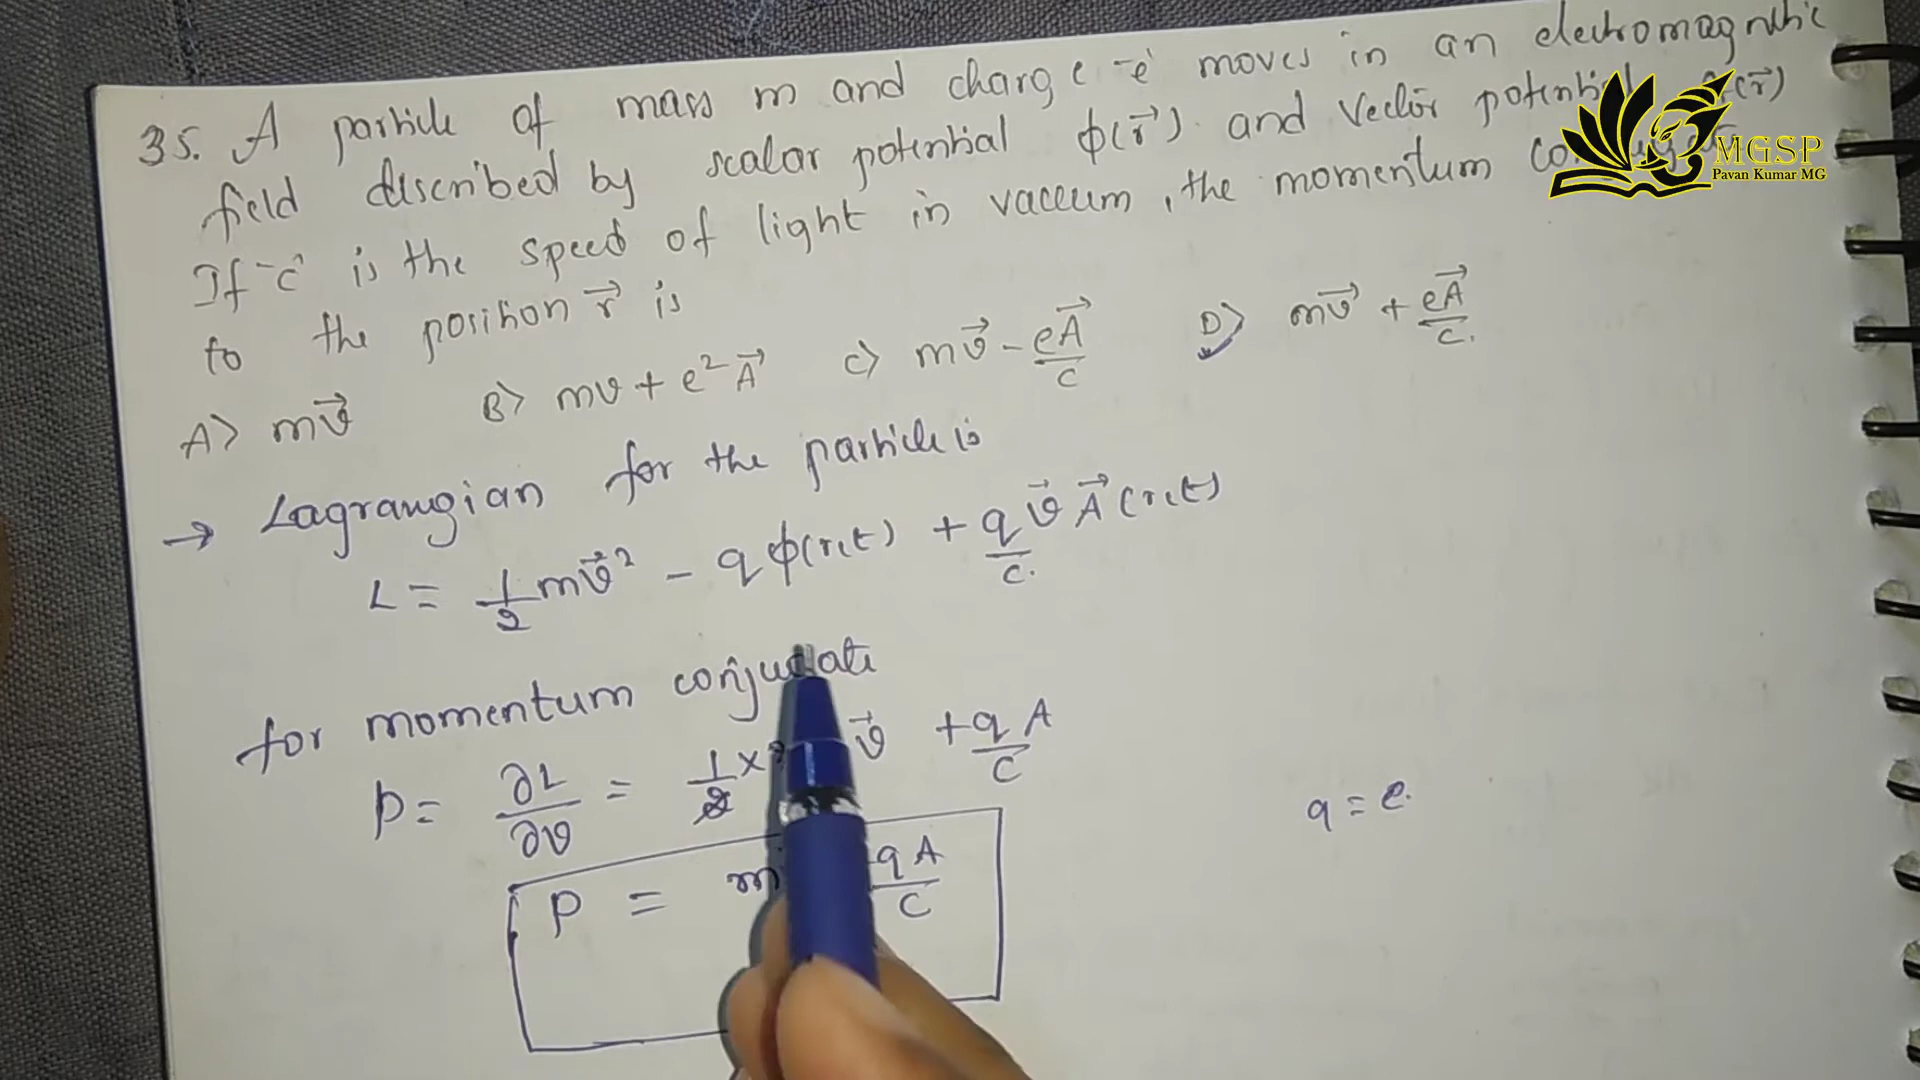 35. A particle of mass m and charge 'e' moves in an electromagnetic
field described by scalar potential ϕ(r⃗) and vector potential (r⃗)
If 'c' is the speed of light in vaccum, the momentum
to the position r⃗ is
A> mv⃗ B> mv + e² A⃗ C> mv⃗ - eA⃗/c D> mv⃗ + eA⃗/c.
→ Lagrangian for the particle is
L = 1/2 mv⃗² - qϕ(r,t) + q/c. v⃗ A⃗ (r,t)
for momentum conjugate
p = ∂L/∂v = 1/2 × v⃗ + q/c A
q = e.
P = m qA/c
MGSP
Pavan Kumar MG